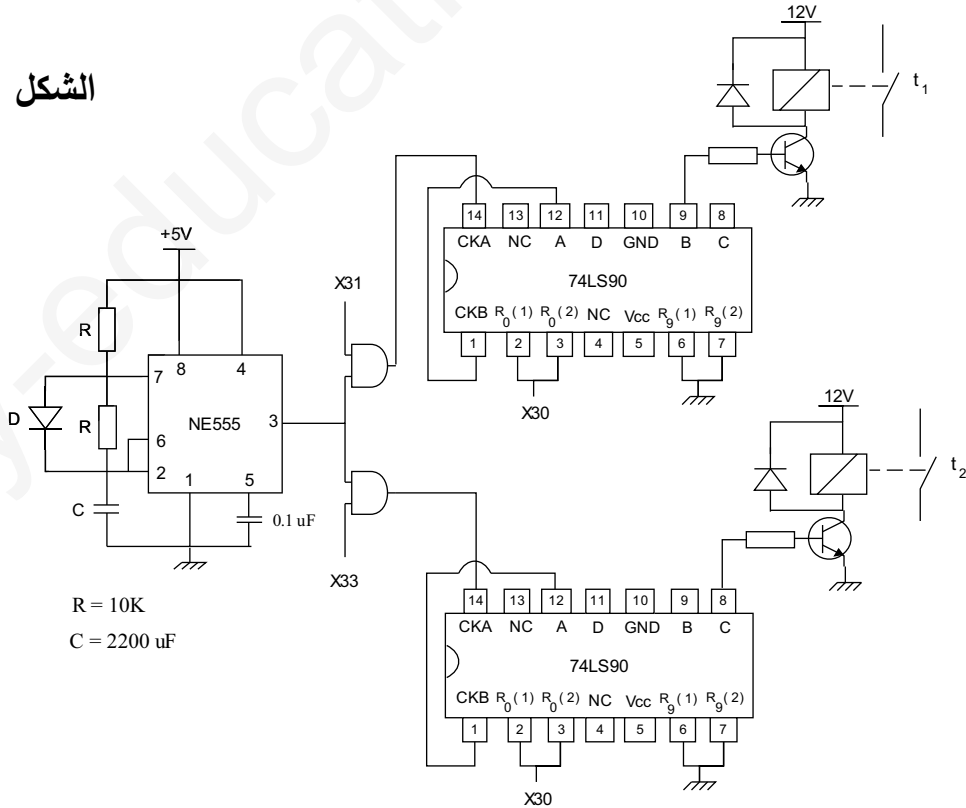 الشكل
12V
t1
14 13 12 11 10 9 8
CKA NC A D GND B C
74LS90
CKB R0(1) R0(2) NC Vcc R9(1) R9(2)
1 2 3 4 5 6 7
X30
+5V
X31
R
7 8 4
D R NE555 3
6
2 1 5
C 0.1 uF
X33
R = 10K
C = 2200 uF
12V
t2
14 13 12 11 10 9 8
CKA NC A D GND B C
74LS90
CKB R0(1) R0(2) NC Vcc R9(1) R9(2)
1 2 3 4 5 6 7
X30
y-educati